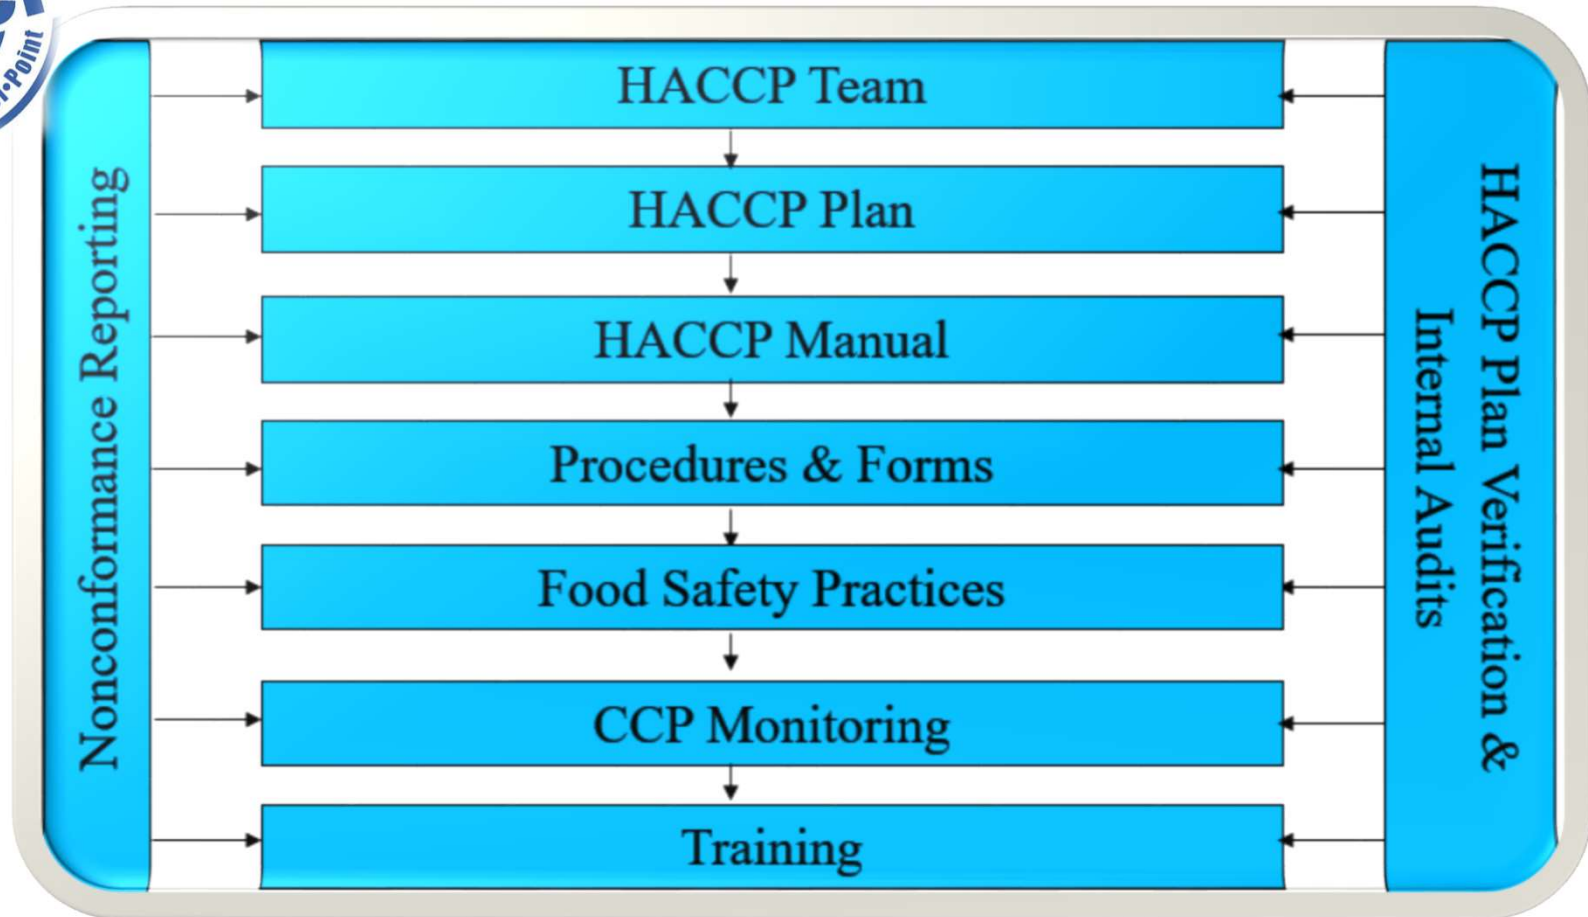 Point
Nonconformance Reporting
HACCP Team
HACCP Plan
HACCP Manual
Procedures & Forms
Food Safety Practices
CCP Monitoring
Training
HACCP Plan Verification &
Internal Audits